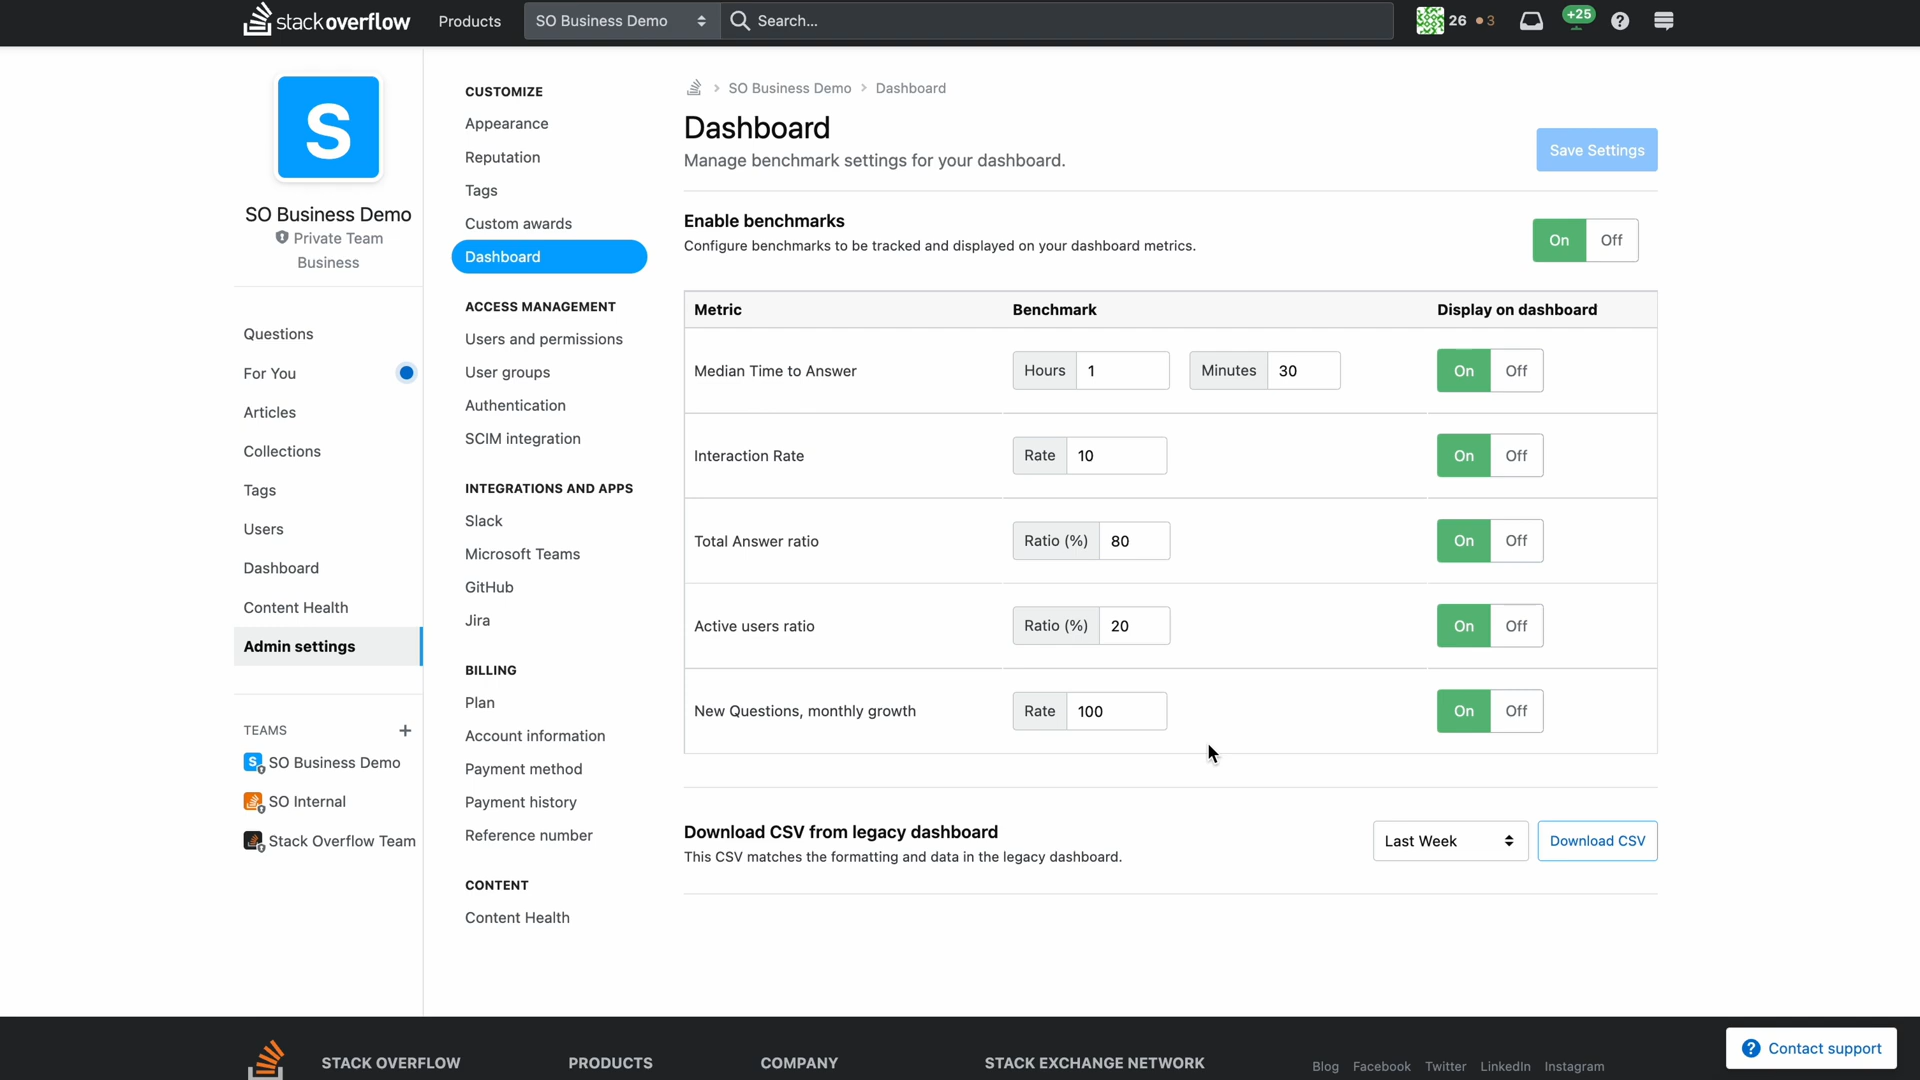 stackoverflow
Products
SO Business Demo
Search...
26
3
+25
S
SO Business Demo
Private Team
Business
Questions
For You
Articles
Collections
Tags
Users
Dashboard
Content Health
Admin settings
TEAMS
SO Business Demo
SO Internal
Stack Overflow Team
CUSTOMIZE
Appearance
Reputation
Tags
Custom awards
Dashboard
ACCESS MANAGEMENT
Users and permissions
User groups
Authentication
SCIM integration
INTEGRATIONS AND APPS
Slack
Microsoft Teams
GitHub
Jira
BILLING
Plan
Account information
Payment method
Payment history
Reference number
CONTENT
Content Health
SO Business Demo > Dashboard
Dashboard
Manage benchmark settings for your dashboard.
Save Settings
Enable benchmarks
Configure benchmarks to be tracked and displayed on your dashboard metrics.
On Off
Metric Benchmark Display on dashboard
Median Time to Answer Hours 1 Minutes 30 On Off
Interaction Rate Rate 10 On Off
Total Answer ratio Ratio (%) 80 On Off
Active users ratio Ratio (%) 20 On Off
New Questions, monthly growth Rate 100 On Off
Download CSV from legacy dashboard
This CSV matches the formatting and data in the legacy dashboard.
Last Week
Download CSV
STACK OVERFLOW
PRODUCTS
COMPANY
STACK EXCHANGE NETWORK
Blog Facebook Twitter LinkedIn Instagram
Contact support